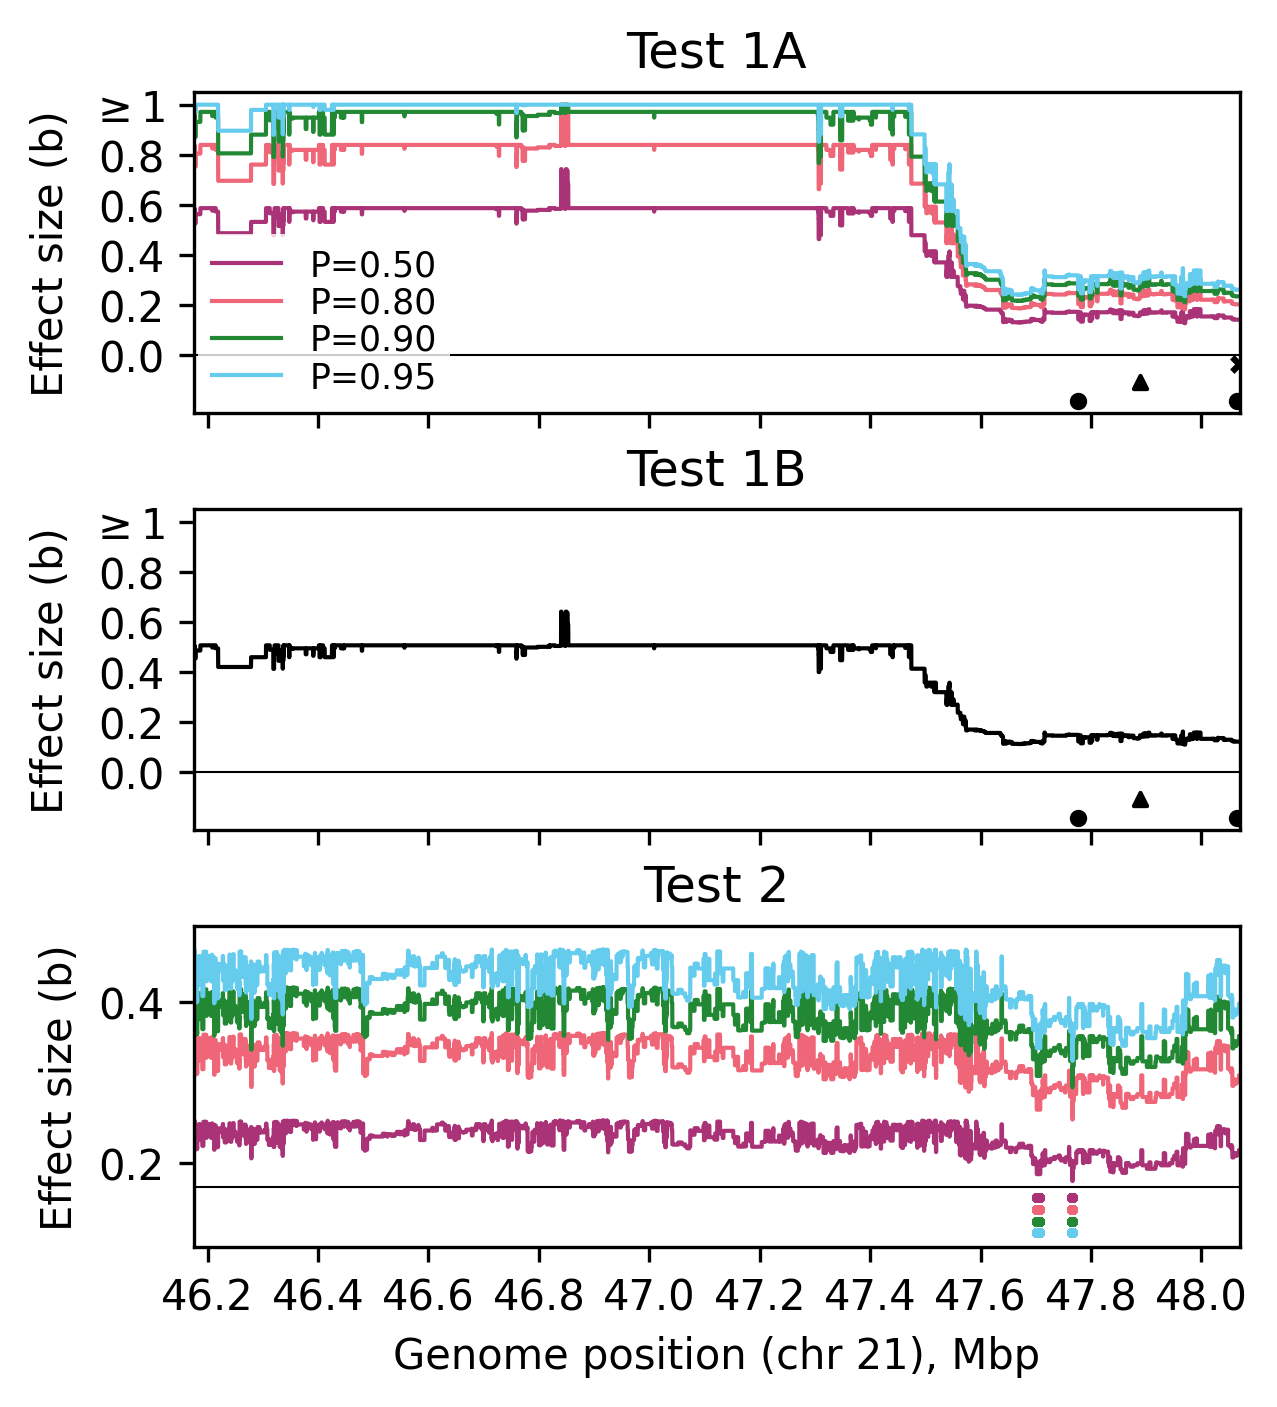 Test 1A
Effect size (b)
≥ 1
0.8
0.6
0.4
0.2
0.0
P=0.50
P=0.80
P=0.90
P=0.95
Test 1B
Effect size (b)
≥ 1
0.8
0.6
0.4
0.2
0.0
Test 2
Effect size (b)
0.4
0.2
46.2 46.4 46.6 46.8 47.0 47.2 47.4 47.6 47.8 48.0
Genome position (chr 21), Mbp